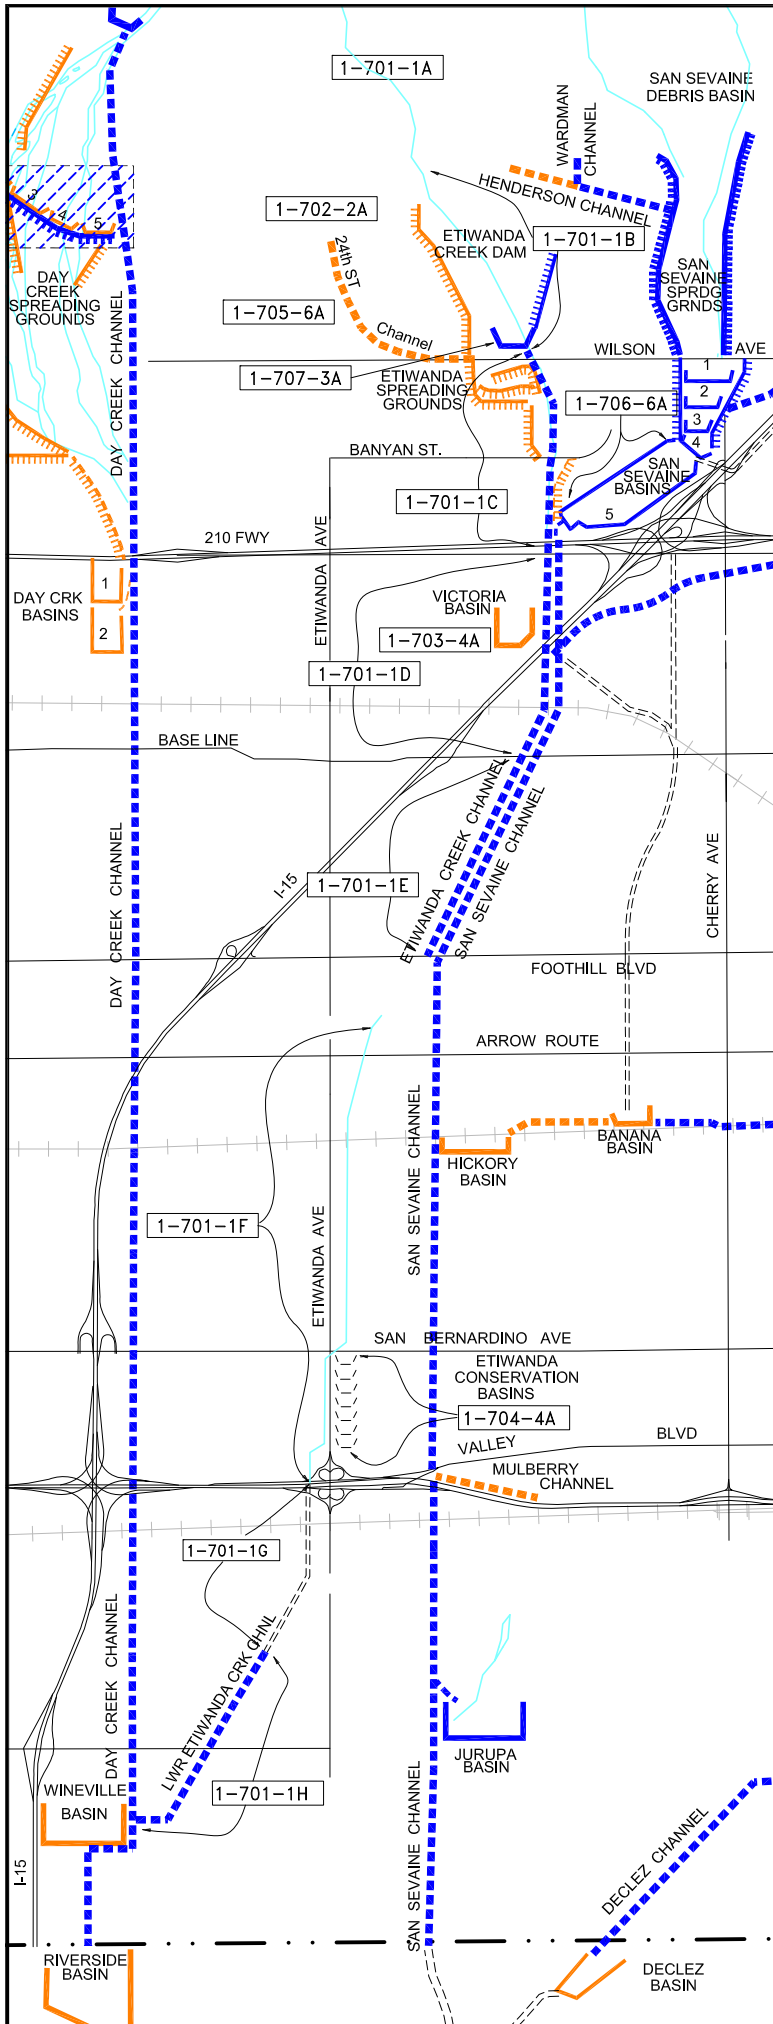 1-701-1A
SAN SEVAINE
DEBRIS BASIN
WARDMAN
CHANNEL
HENDERSON CHANNEL
3
4
5
1-702-2A
ETIWANDA
CREEK DAM
1-701-1B
24th ST
Channel
DAY
CREEK
SPREADING
GROUNDS
SAN
SEVAINE
SPRDG
GRNDS
DAY CREEK CHANNEL
1-705-6A
WILSON AVE
1-707-3A
ETIWANDA
SPREADING
GROUNDS
1
2
3
4
1-706-6A
BANYAN ST.
SAN
SEVAINE
BASINS
5
1-701-1C
210 FWY
ETIWANDA AVE
DAY CRK
BASINS
1
2
VICTORIA
BASIN
1-703-4A
1-701-1D
BASE LINE
ETIWANDA CREEK CHANNEL
SAN SEVAINE CHANNEL
DAY CREEK CHANNEL
I-15
1-701-1E
CHERRY AVE
FOOTHILL BLVD
ARROW ROUTE
SAN SEVAINE CHANNEL
HICKORY
BASIN
BANANA
BASIN
1-701-1F
ETIWANDA AVE
SAN BERNARDINO AVE
ETIWANDA
CONSERVATION
BASINS
1-704-4A
VALLEY BLVD
MULBERRY
CHANNEL
1-701-1G
DAY CREEK CHANNEL
LWR ETIWANDA CRK CHNL
JURUPA
BASIN
1-701-1H
WINEVILLE
BASIN
SAN SEVAINE CHANNEL
DECLEZ CHANNEL
I-15
RIVERSIDE
BASIN
DECLEZ
BASIN